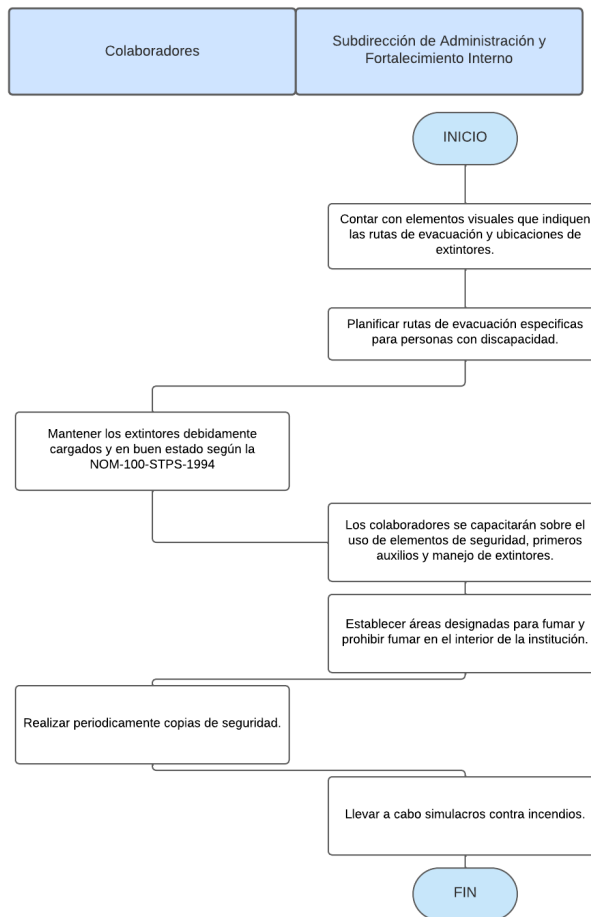 Colaboradores
Subdirección de Administración y
Fortalecimiento Interno
INICIO
Contar con elementos visuales que indiquen
las rutas de evacuación y ubicaciones de
extintores.
Planificar rutas de evacuación especificas
para personas con discapacidad.
Mantener los extintores debidamente
cargados y en buen estado según la
NOM-100-STPS-1994
Los colaboradores se capacitarán sobre el
uso de elementos de seguridad, primeros
auxilios y manejo de extintores.
Establecer áreas designadas para fumar y
prohibir fumar en el interior de la institución.
Realizar periodicamente copias de seguridad.
Llevar a cabo simulacros contra incendios.
FIN